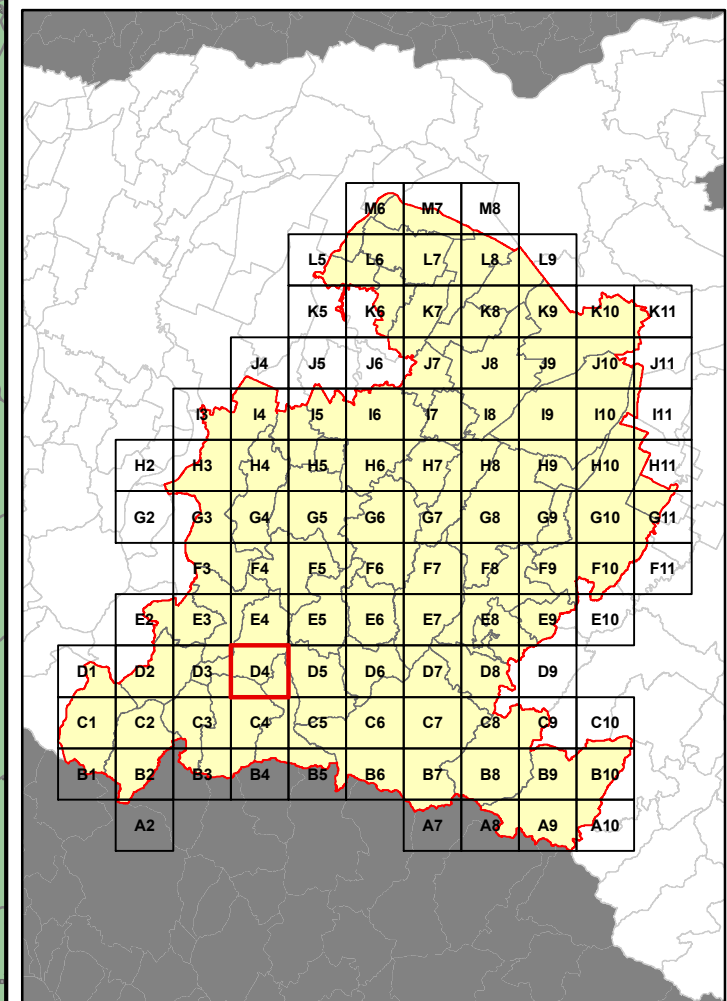 M6 M7 M8
L5 L6 L7 L8 L9
K5 K6 K7 K8 K9 K10 K11
J4 J5 J6 J7 J8 J9 J10 J11
I3 I4 I5 I6 I7 I8 I9 I10 I11
H2 H3 H4 H5 H6 H7 H8 H9 H10 H11
G2 G3 G4 G5 G6 G7 G8 G9 G10 G11
F3 F4 F5 F6 F7 F8 F9 F10 F11
E2 E3 E4 E5 E6 E7 E8 E9 E10
D1 D2 D3 D4 D5 D6 D7 D8 D9
C1 C2 C3 C4 C5 C6 C7 C8 C9 C10
B1 B2 B3 B4 B5 B6 B7 B8 B9 B10
A2 A7 A8 A9 A10